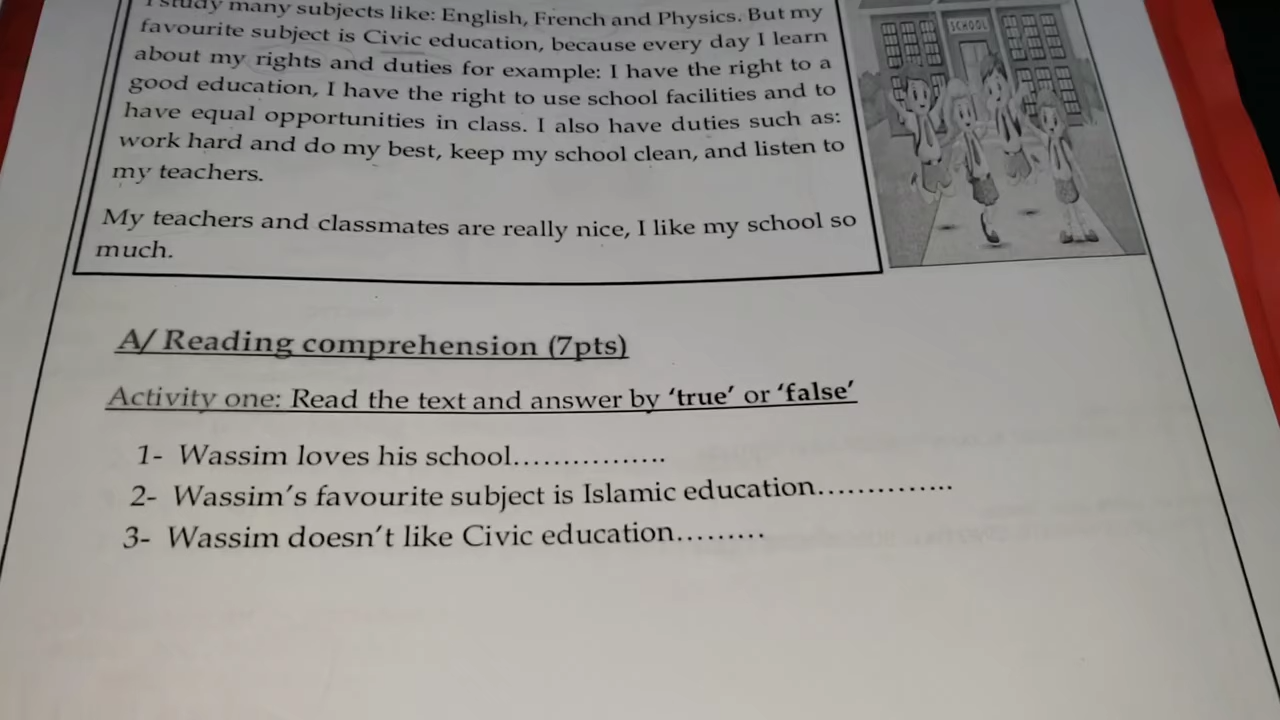 I study many subjects like: English, French and Physics. But my
favourite subject is Civic education, because every day I learn
about my rights and duties for example: I have the right to a
good education, I have the right to use school facilities and to
have equal opportunities in class. I also have duties such as:
work hard and do my best, keep my school clean, and listen to
my teachers.
My teachers and classmates are really nice, I like my school so
much.
SCHOOL
A/ Reading comprehension (7pts)
Activity one: Read the text and answer by ‘true’ or ‘false’
1- Wassim loves his school...............
2- Wassim’s favourite subject is Islamic education..............
3- Wassim doesn’t like Civic education.........